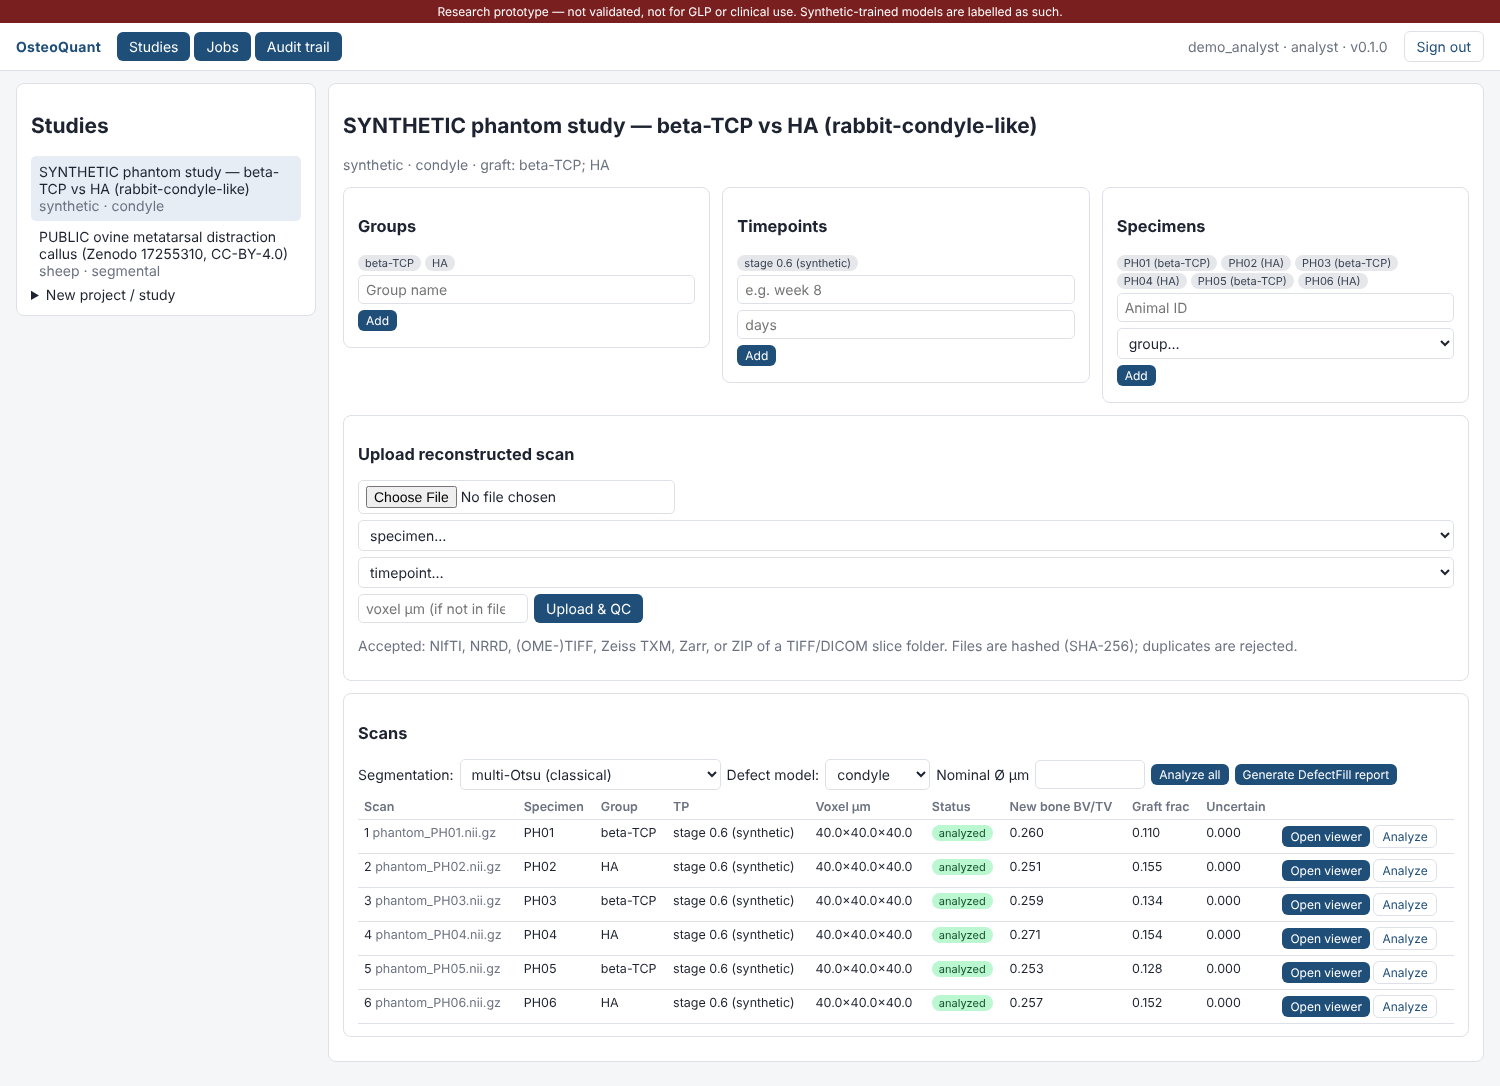 Research prototype — not validated, not for GLP or clinical use. Synthetic-trained models are labelled as such.
OsteoQuant Studies Jobs Audit trail demo_analyst · analyst · v0.1.0 Sign out
Studies
SYNTHETIC phantom study — beta-
TCP vs HA (rabbit-condyle-like)
synthetic · condyle
PUBLIC ovine metatarsal distraction
callus (Zenodo 17255310, CC-BY-4.0)
sheep · segmental
New project / study
SYNTHETIC phantom study — beta-TCP vs HA (rabbit-condyle-like)
synthetic · condyle · graft: beta-TCP; HA
Groups
beta-TCP HA
Group name
Add
Timepoints
stage 0.6 (synthetic)
e.g. week 8
days
Add
Specimens
PH01 (beta-TCP) PH02 (HA) PH03 (beta-TCP)
PH04 (HA) PH05 (beta-TCP) PH06 (HA)
Animal ID
group...
Add
Upload reconstructed scan
Choose File No file chosen
specimen...
timepoint...
voxel µm (if not in file Upload & QC
Accepted: NIfTI, NRRD, (OME-)TIFF, Zeiss TXM, Zarr, or ZIP of a TIFF/DICOM slice folder. Files are hashed (SHA-256); duplicates are rejected.
Scans
Segmentation: multi-Otsu (classical) Defect model: condyle Nominal Ø µm Analyze all Generate DefectFill report
Scan Specimen Group TP Voxel µm Status New bone BV/TV Graft frac Uncertain
1 phantom_PH01.nii.gz PH01 beta-TCP stage 0.6 (synthetic) 40.0×40.0×40.0 analyzed 0.260 0.110 0.000 Open viewer Analyze
2 phantom_PH02.nii.gz PH02 HA stage 0.6 (synthetic) 40.0×40.0×40.0 analyzed 0.251 0.155 0.000 Open viewer Analyze
3 phantom_PH03.nii.gz PH03 beta-TCP stage 0.6 (synthetic) 40.0×40.0×40.0 analyzed 0.259 0.134 0.000 Open viewer Analyze
4 phantom_PH04.nii.gz PH04 HA stage 0.6 (synthetic) 40.0×40.0×40.0 analyzed 0.271 0.154 0.000 Open viewer Analyze
5 phantom_PH05.nii.gz PH05 beta-TCP stage 0.6 (synthetic) 40.0×40.0×40.0 analyzed 0.253 0.128 0.000 Open viewer Analyze
6 phantom_PH06.nii.gz PH06 HA stage 0.6 (synthetic) 40.0×40.0×40.0 analyzed 0.257 0.152 0.000 Open viewer Analyze